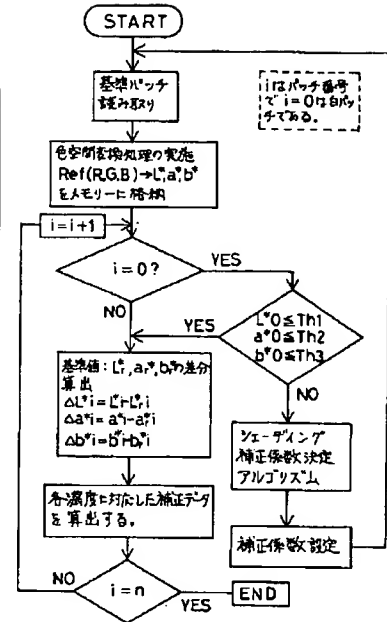 START
基準パッチ
読み取り
iはパッチ番号
で i=0は白パッ
チである。
色空間変換処理の実施
Ref(R,G,B)→L*,a*,b*
をメモリーに格納
i=i+1
i=0?
YES
NO
YES
L*0≦Th1
a*0≦Th2
b*0≦Th3
NO
基準値:L*r,a*r,b*rの差分
算出
ΔL*i=L*i-L*r i
Δa*i=a*i-a*r i
Δb*i=b*i-b*r i
シェーディング
補正係数決定
アルゴリズム
各濃度に対応した補正データ
を算出する。
補正係数設定
NO
i=n
YES
END